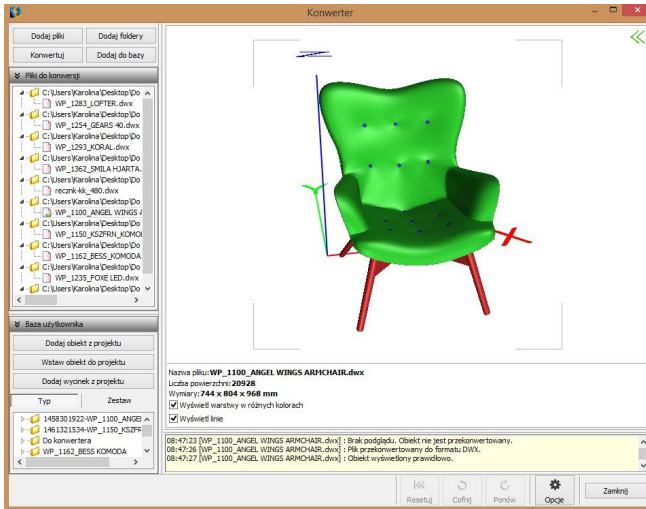 Konwerter
Dodaj pliki
Dodaj foldery
Konwertuj
Dodaj do bazy
Pliki do konwersji
C:\Users\Karolina\Desktop\Do
WP_1283_LOFTER.dwx
C:\Users\Karolina\Desktop\Do
WP_1254_GEARS 40.dwx
C:\Users\Karolina\Desktop\Do
WP_1293_KORAL.dwx
C:\Users\Karolina\Desktop\Do
WP_1362_SMILA HJARTA.
C:\Users\Karolina\Desktop\Do
recznk-kk_480.dwx
C:\Users\Karolina\Desktop\Do
WP_1100_ANGEL WINGS A
C:\Users\Karolina\Desktop\Do
WP_1150_KSZFRN_KOMOI
C:\Users\Karolina\Desktop\Do
WP_1162_BESS_KOMODA
C:\Users\Karolina\Desktop\Do
WP_1235_FOXE LED.dwx
C:\Users\Karolina\Desktop\Do
Baza użytkownika
Dodaj obiekt z projektu
Wstaw obiekt do projektu
Dodaj wycinek z projektu
Typ
Zestaw
1458301922-WP_1100_ANGEI
1461321534-WP_1150_KSZFR
Do konwertera
WP_1162_BESS KOMODA
Z
Y
X
Nazwa pliku: WP_1100_ANGEL WINGS ARMCHAIR.dwx
Liczba powierzchni: 20928
Wymiary: 744 x 804 x 968 mm
Wyświetl warstwy w różnych kolorach
Wyświetl linie
08:47:23 [WP_1100_ANGEL WINGS ARMCHAIR.dwx] : Brak podglądu. Obiekt nie jest przekonwertowany.
08:47:26 [WP_1100_ANGEL WINGS ARMCHAIR.dwx] : Plik przekonwertowany do formatu DWX.
08:47:27 [WP_1100_ANGEL WINGS ARMCHAIR.dwx] : Obiekt wyświetlony prawidłowo.
Resetuj
Cofnij
Ponów
Opcje
Zamknij